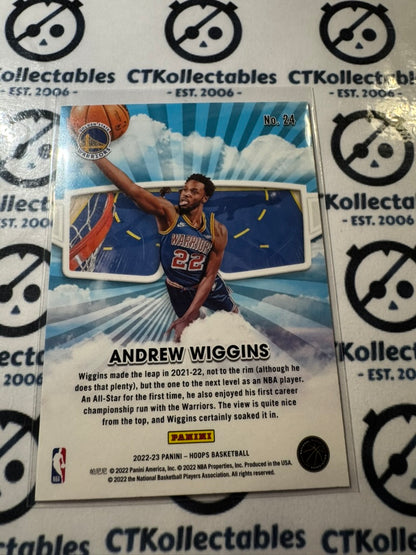 CTKollectables
- EST. 2006 -
No. 24
WARRIORS
22
ANDREW WIGGINS
Wiggins made the leap in 2021-22, not to the rim (although he
does that plenty), but the one to the next level as an NBA player.
An All-Star for the first time, he also enjoyed his first career
championship run with the Warriors. The view is quite nice
from the top, and Wiggins certainly soaked it in.
PANINI
2022-23 PANINI - HOOPS BASKETBALL
帕尼尼 © 2022 Panini America, Inc. © 2022 NBA Properties, Inc. Produced in the USA.
© 2022 the National Basketball Players Association. All rights reserved.
CTKollectables
- EST. 2006 -